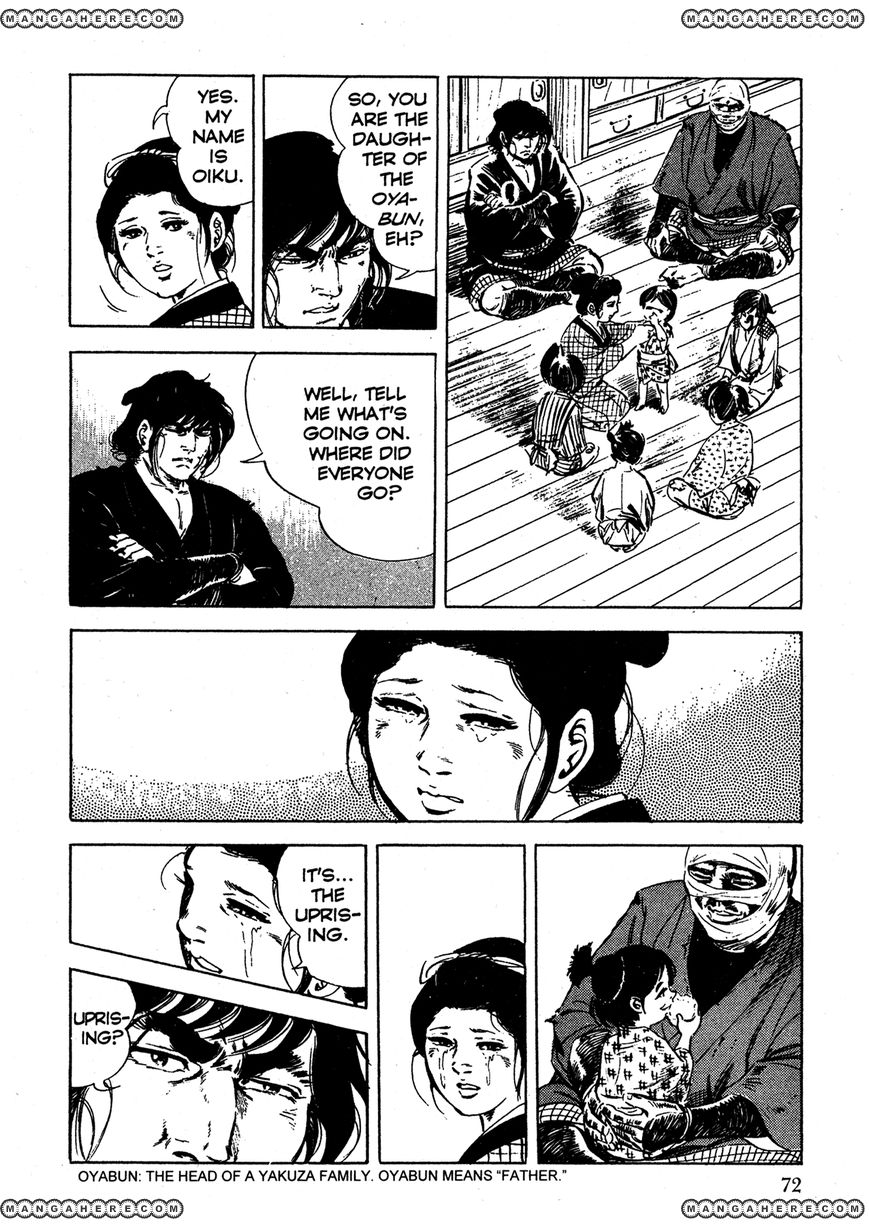 MANGAHERE.COM
MANGAHERE.COM
SO, YOU
ARE THE
DAUGH-
TER OF
THE
OYA-
BUN,
EH?
YES.
MY
NAME
IS
OIKU.
WELL, TELL
ME WHAT'S
GOING ON.
WHERE DID
EVERYONE
GO?
IT'S...
THE
UPRIS-
ING.
UPRIS-
ING?
OYABUN: THE HEAD OF A YAKUZA FAMILY. OYABUN MEANS “FATHER.”
72
MANGAHERE.COM
MANGAHERE.COM